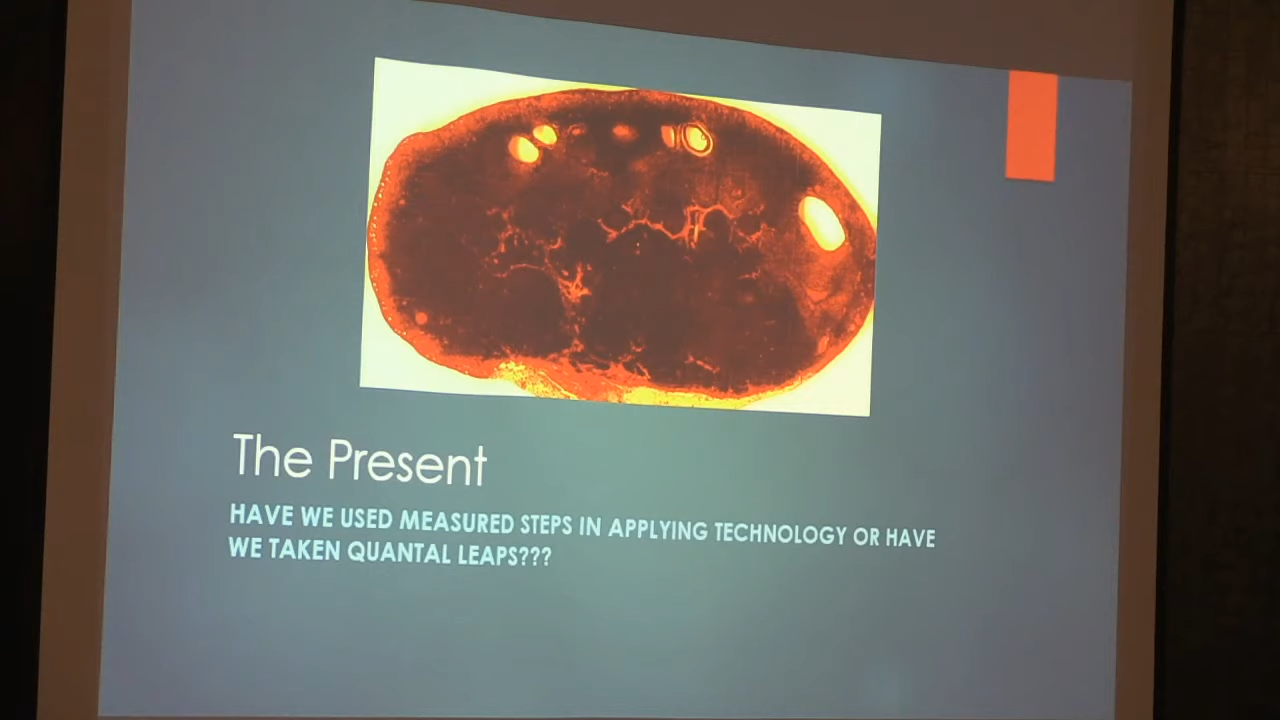 The Present
HAVE WE USED MEASURED STEPS IN APPLYING TECHNOLOGY OR HAVE
WE TAKEN QUANTAL LEAPS???